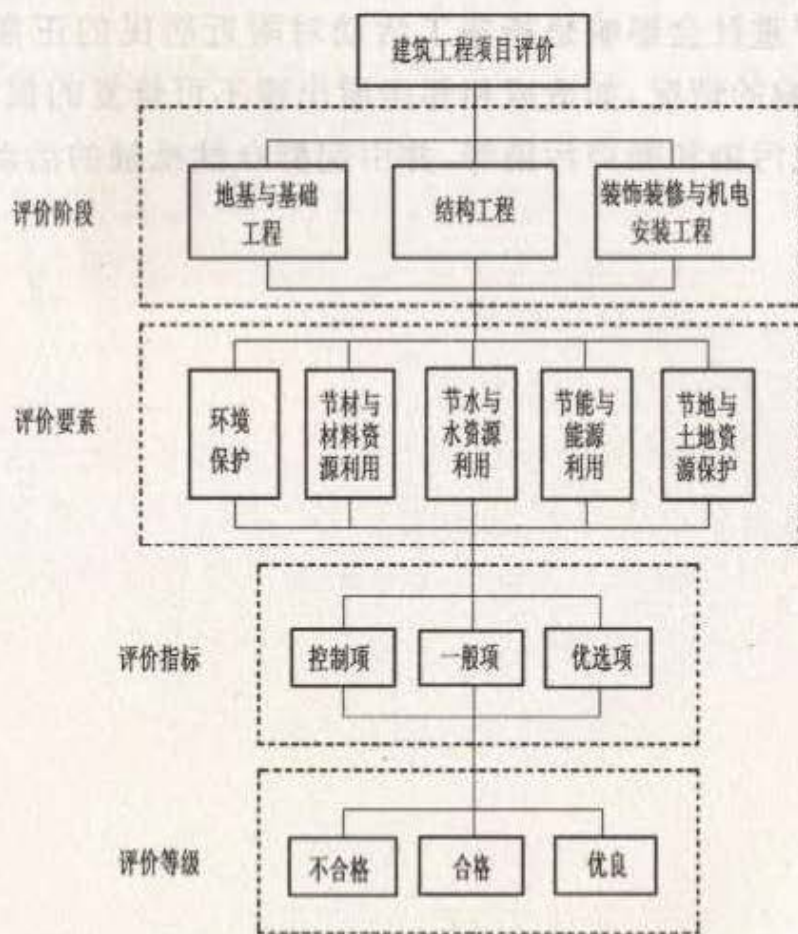 建筑工程项目评价
评价阶段
地基与基础
工程
结构工程
装饰装修与机电
安装工程
评价要素
环境
保护
节材与
材料资
源利用
节水与
水资源
利用
节能与
能源
利用
节地与
土地资
源保护
评价指标
控制项
一般项
优选项
评价等级
不合格
合格
优良